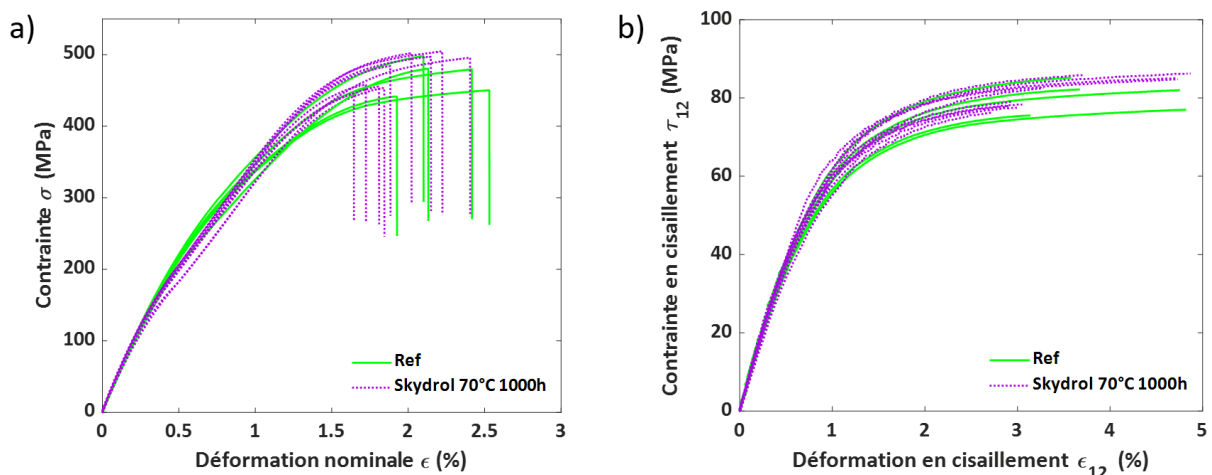 a)
Contrainte σ (MPa)
500
400
300
200
100
0
0
0.5
1
1.5
2
2.5
3
Déformation nominale ϵ (%)
Ref
Skydrol 70°C 1000h
b)
Contrainte en cisaillement τ12 (MPa)
100
80
60
40
20
0
0
1
2
3
4
5
Déformation en cisaillement ϵ12 (%)
Ref
Skydrol 70°C 1000h